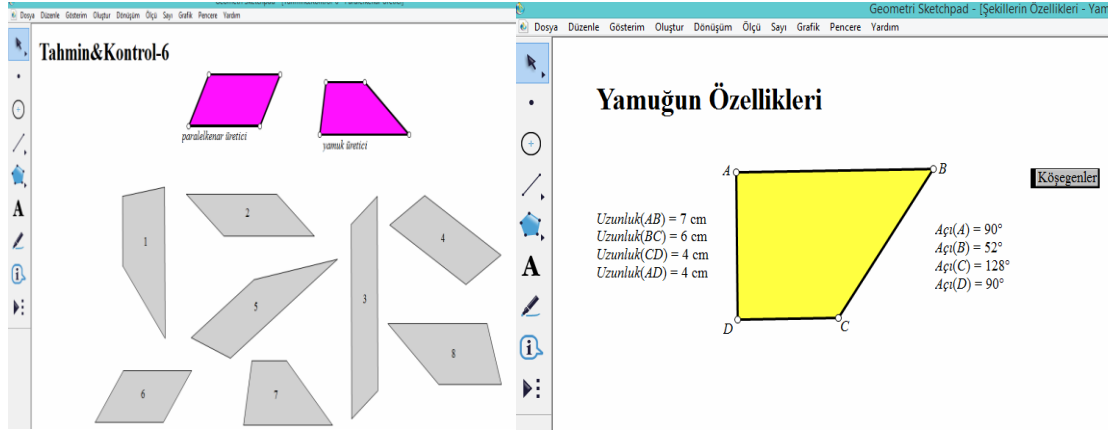 Dosya Düzenle Gösterim Oluştur Dönüşüm Ölçü Sayı Grafik Pencere Yardım
Tahmin&Kontrol-6
paralelkenar üretici
yamuk üretici
1
2
3
4
5
6
7
8
A
Geometri Sketchpad - [Şekillerin Özellikleri - Yam
Dosya Düzenle Gösterim Oluştur Dönüşüm Ölçü Sayı Grafik Pencere Yardım
Yamuğun Özellikleri
A
B
Köşegenler
Uzunluk(AB) = 7 cm
Uzunluk(BC) = 6 cm
Uzunluk(CD) = 4 cm
Uzunluk(AD) = 4 cm
Açı(A) = 90°
Açı(B) = 52°
Açı(C) = 128°
Açı(D) = 90°
D
C
A